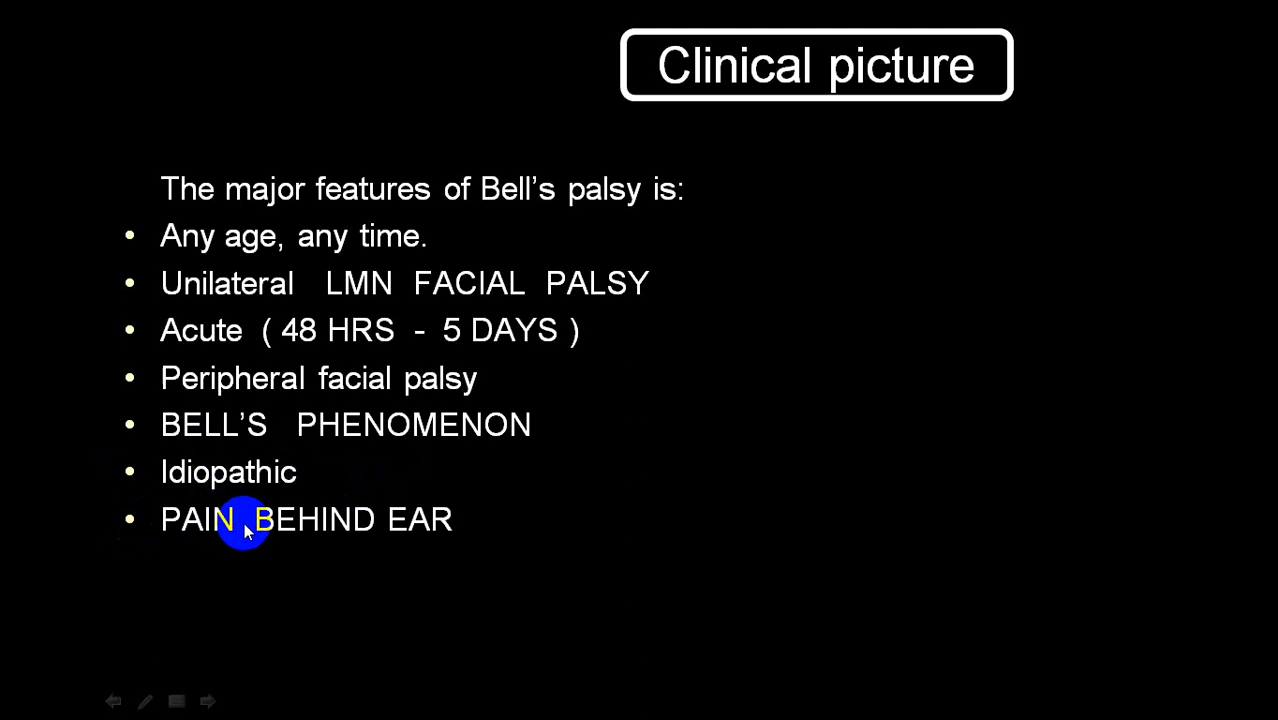 Clinical picture
The major features of Bell’s palsy is:
• Any age, any time.
• Unilateral LMN FACIAL PALSY
• Acute ( 48 HRS - 5 DAYS )
• Peripheral facial palsy
• BELL’S PHENOMENON
• Idiopathic
• PAIN BEHIND EAR